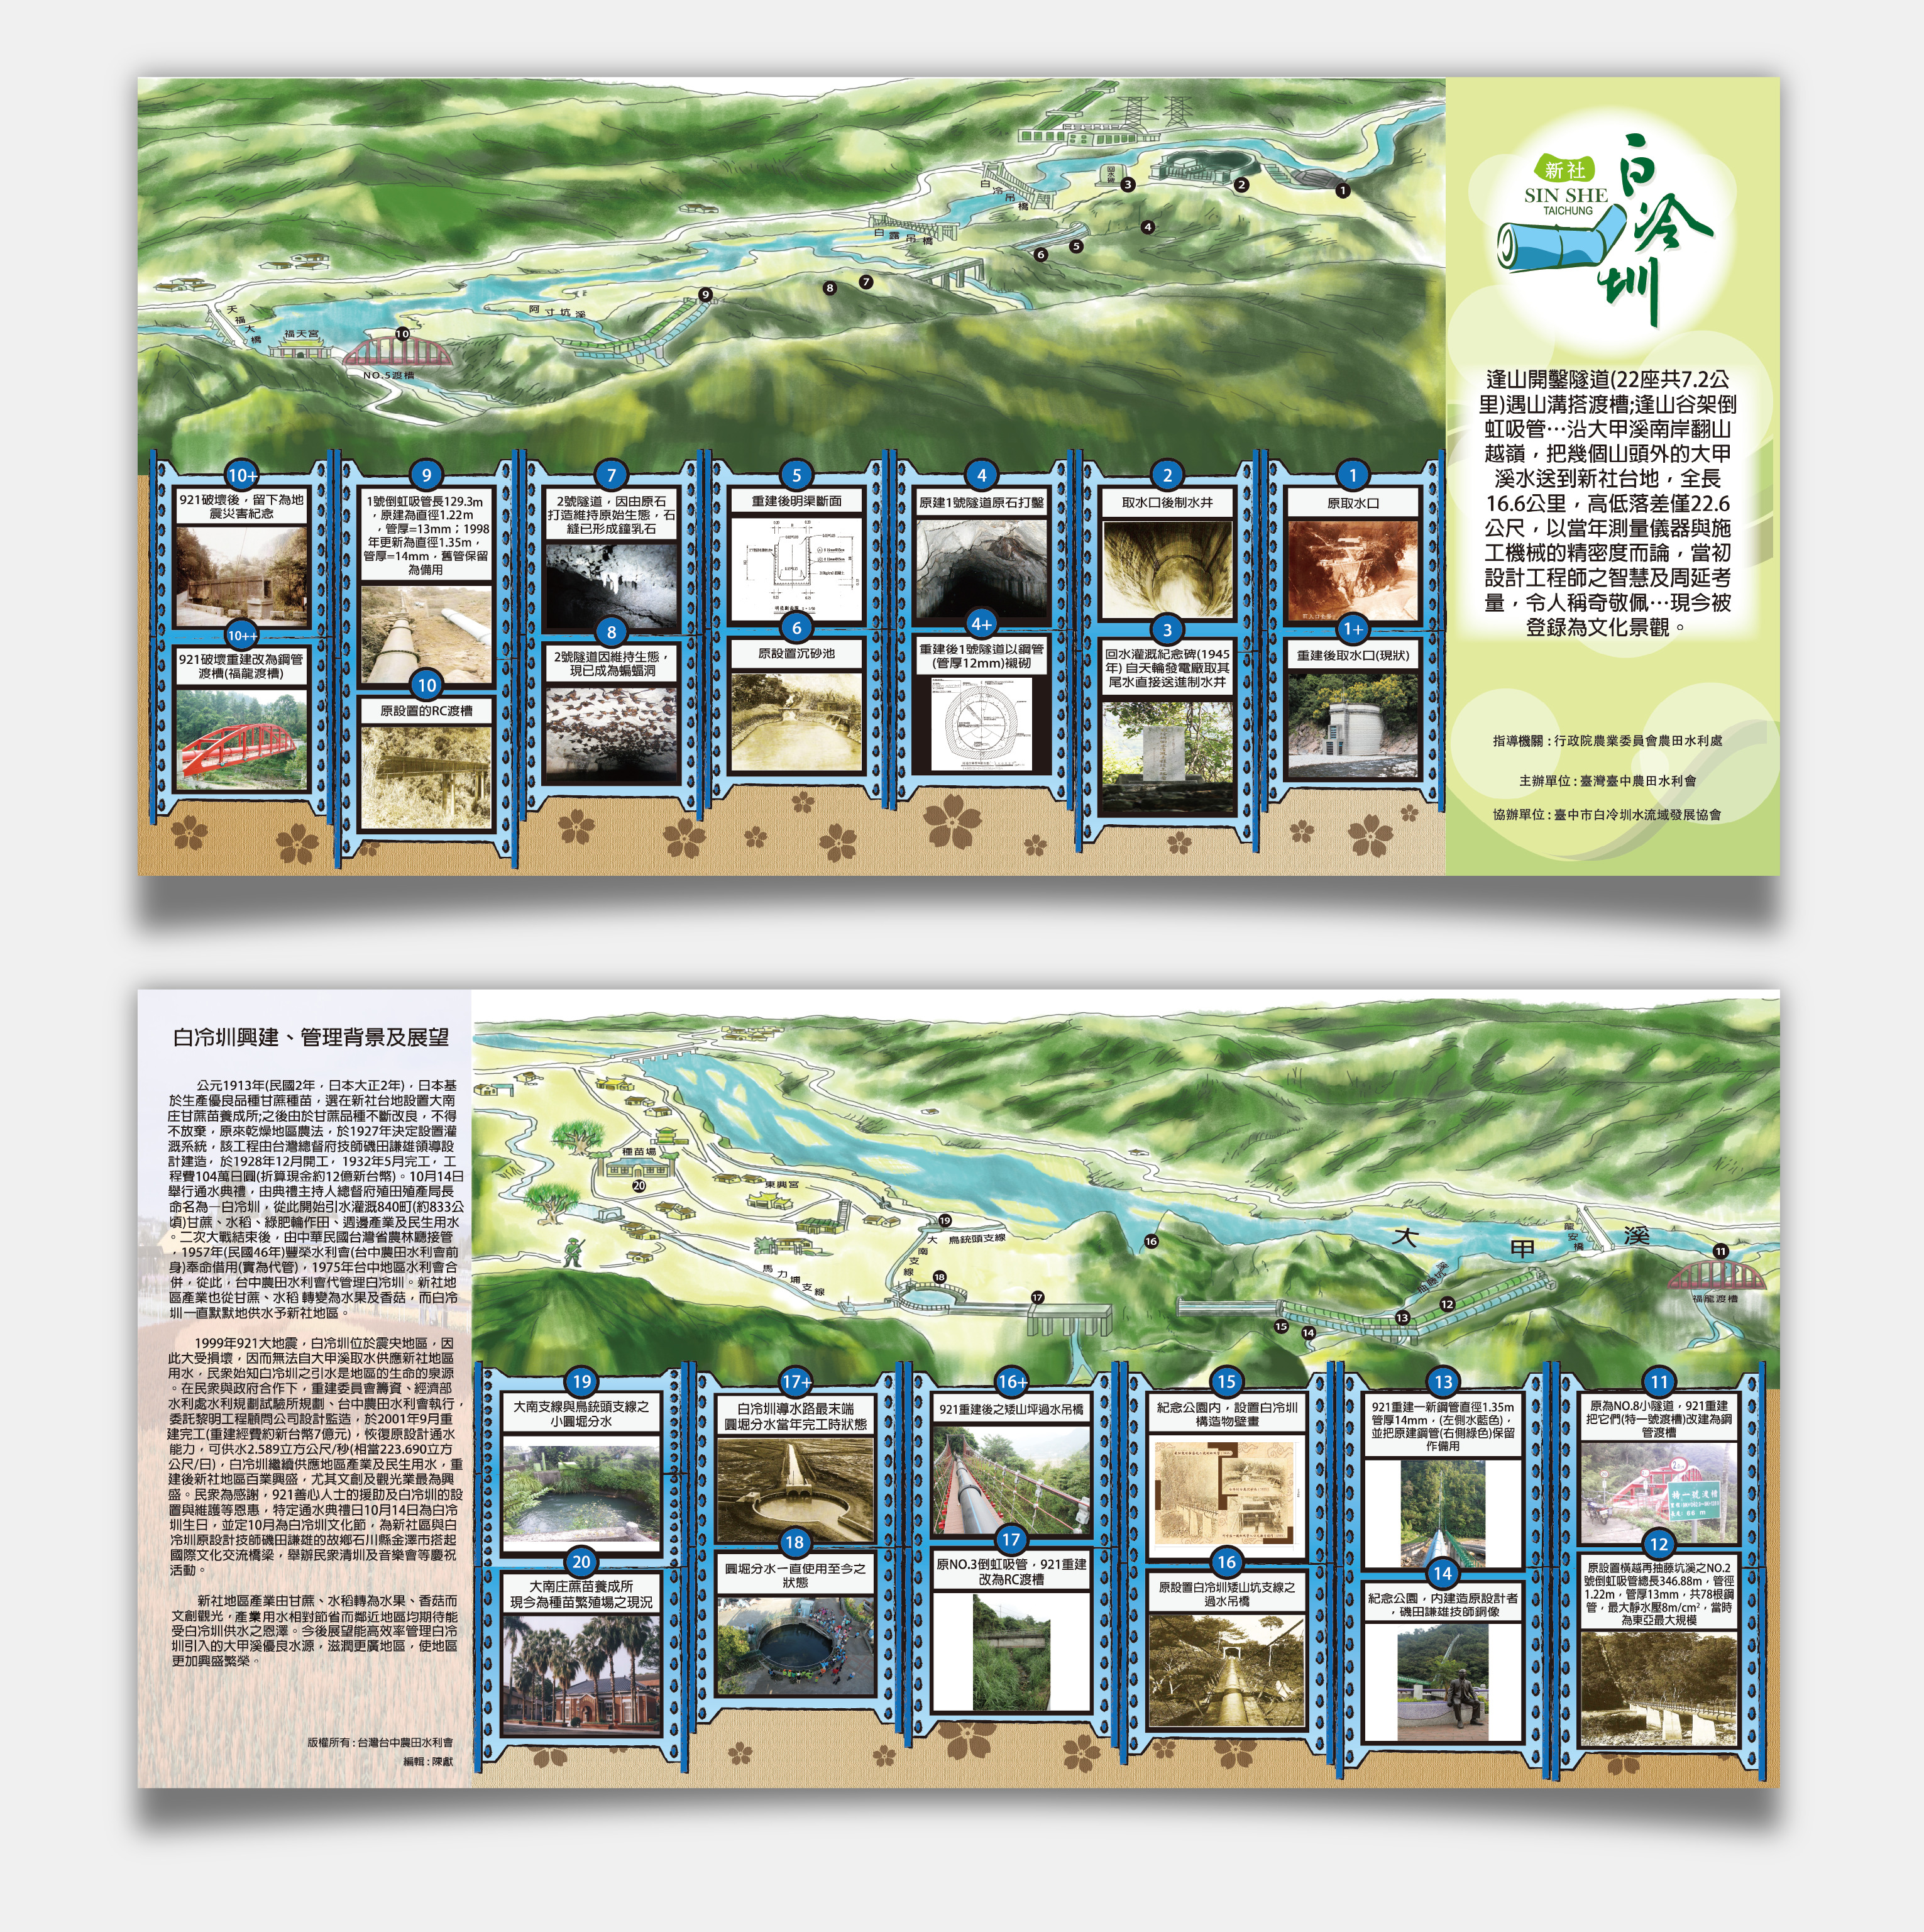 新社
SIN SHE
TAICHUNG
白冷圳
逢山開鑿隧道(22座共7.2公
里)遇山溝搭渡槽;逢山谷架倒
虹吸管…沿大甲溪南岸翻山
越嶺，把幾個山頭外的大甲
溪水送到新社台地，全長
16.6公里，高低落差僅22.6
公尺，以當年測量儀器與施
工機械的精密度而論，當初
設計工程師之智慧及周延考
量，令人稱奇敬佩…現今被
登錄為文化景觀。
指導機關：行政院農業委員會農田水利處
主辦單位：臺灣臺中農田水利會
協辦單位：臺中市白冷圳水流域發展協會
白冷吊橋
白露吊橋
阿寸坑溪
天福大橋
福天宮
NO.5渡槽
1
2
3
4
5
6
7
8
9
10
10+
921破壞後，留下為地
震災害紀念
10++
921破壞重建改為鋼管
渡槽(福龍渡槽)
9
1號倒虹吸管長129.3m
，原建為直徑1.22m
，管厚=13mm；1998
年更新為直徑1.35m，
管厚=14mm，舊管保留
為備用
10
原設置的RC渡槽
7
2號隧道，因由原石
打造維持原始生態，石
縫已形成鐘乳石
8
2號隧道因維持生態，
現已成為蝙蝠洞
5
重建後明渠斷面
6
原設置沉砂池
4
原建1號隧道原石打鑿
4+
重建後1號隧道以鋼管
(管厚12mm)襯砌
2
取水口後制水井
3
回水灌溉紀念碑(1945
年) 自天輪發電廠取其
尾水直接送進制水井
1
原取水口
1+
重建後取水口(現狀)
白冷圳興建、管理背景及展望
公元1913年(民國2年，日本大正2年)，日本基
於生產優良品種甘蔗種苗，選在新社台地設置大南
庄甘蔗苗養成所;之後由於甘蔗品種不斷改良，不得
不放棄，原來乾燥地區農法，於1927年決定設置灌
溉系統，該工程由台灣總督府技師磯田謙雄領導設
計建造，於1928年12月開工，1932年5月完工，工
程費104萬日圓(折算現金約12億新台幣)。10月14日
舉行通水典禮，由典禮主持人總督府殖田殖產局長
命名為—白冷圳，從此開始引水灌溉840町(約833公
頃)甘蔗、水稻、綠肥輪作田、週邊產業及民生用水
。二次大戰結束後，由中華民國台灣省農林廳接管
，1957年(民國46年)豐榮水利會(台中農田水利會前
身)奉命借用(實為代管)，1975年台中地區水利會合
併，從此，台中農田水利會代管理白冷圳。新社地
區產業也從甘蔗、水稻 轉變為水果及香菇，而白冷
圳一直默默地供水予新社地區。
1999年921大地震，白冷圳位於震央地區，因
此大受損壞，因而無法自大甲溪取水供應新社地區
用水，民眾始知白冷圳之引水是地區的生命的泉源
。在民眾與政府合作下，重建委員會籌資、經濟部
水利處水利規劃試驗所規劃、台中農田水利會執行，
委託黎明工程顧問公司設計監造，於2001年9月重
建完工(重建經費約新台幣7億元)，恢復原設計通水
能力，可供水2.589立方公尺/秒(相當223.690立方
公尺/日)，白冷圳繼續供應地區產業及民生用水，重
建後新社地區百業興盛，尤其文創及觀光業最為興
盛。民眾為感謝，921善心人士的援助及白冷圳的設
置與維護等恩惠，特定通水典禮日10月14日為白冷
圳生日，並定10月為白冷圳文化節，為新社區與白
冷圳原設計技師磯田謙雄的故鄉石川縣金澤市搭起
國際文化交流橋梁，舉辦民眾清圳及音樂會等慶祝
活動。
新社地區產業由甘蔗、水稻轉為水果、香菇而
文創觀光，產業用水相對節省而鄰近地區均期待能
受白冷圳供水之恩澤。今後展望能高效率管理白冷
圳引入的大甲溪優良水源，滋潤更廣地區，使地區
更加興盛繁榮。
版權所有：台灣台中農田水利會
編輯：陳獻
種苗場
東興宮
大南支線
鳥銃頭支線
馬力埔支線
大甲溪
龍安橋
福龍渡槽
11
12
13
14
15
16
17
18
19
20
19
大南支線與鳥銃頭支線之
小圓堀分水
20
大南庄蔗苗養成所
現今為種苗繁殖場之現況
17+
白冷圳導水路最末端
圓堀分水當年完工時狀態
18
圓堀分水一直使用至今之
狀態
16+
921重建後之矮山坪過水吊橋
17
原NO.3倒虹吸管，921重建
改為RC渡槽
15
紀念公園內，設置白冷圳
構造物壁畫
16
原設置白冷圳矮山坑支線之
過水吊橋
13
921重建一新鋼管直徑1.35m
管厚14mm，(左側水藍色)，
並把原建鋼管(右側綠色)保留
作備用
14
紀念公園，內建造原設計者
，磯田謙雄技師銅像
11
原為NO.8小隧道，921重建
把它們(特一號渡槽)改建為鋼
管渡槽
特一號渡槽
12
原設置橫越再抽藤坑溪之NO.2
號倒虹吸管總長346.88m，管徑
1.22m，管厚13mm，共78根鋼
管，最大靜水壓8m/cm²，當時
為東亞最大規模